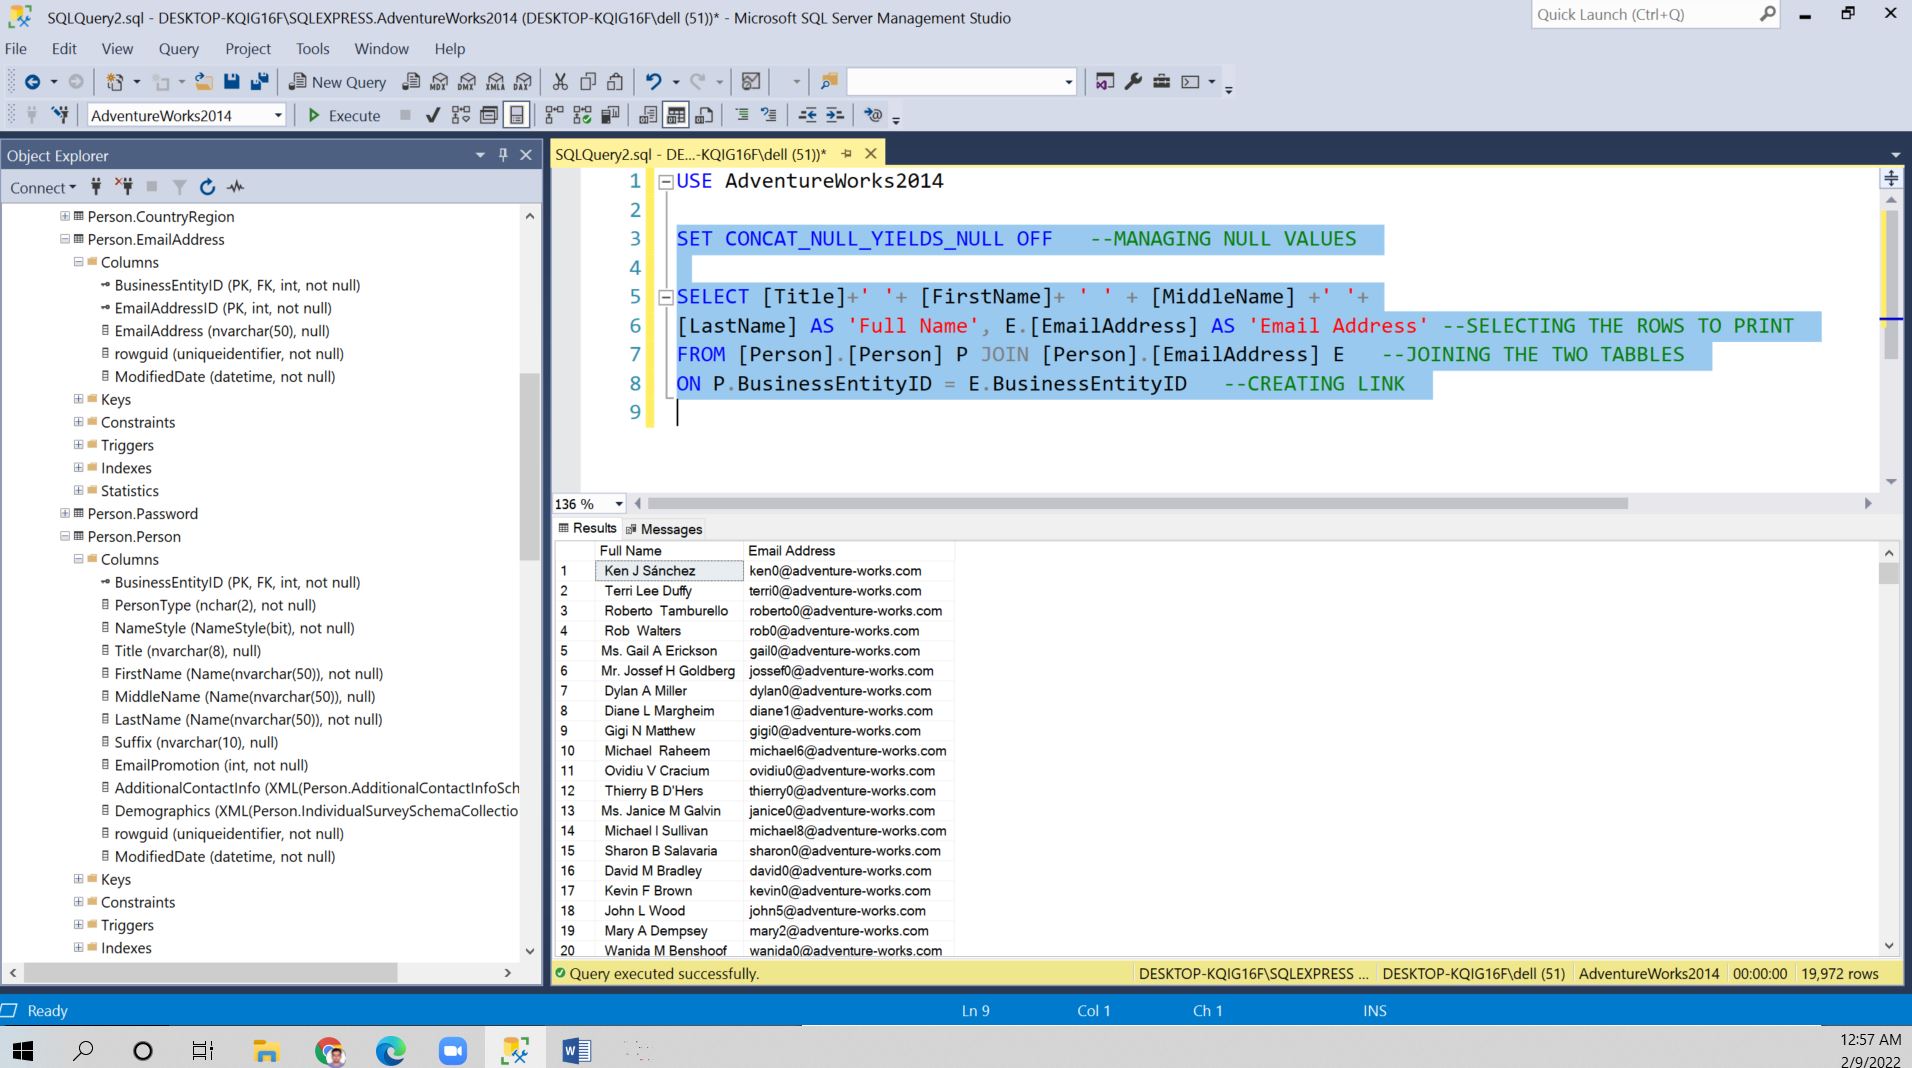 SQLQuery2.sql - DESKTOP-KQIG16F\SQLEXPRESS.AdventureWorks2014 (DESKTOP-KQIG16F\dell (51))* - Microsoft SQL Server Management Studio
Quick Launch (Ctrl+Q)
File Edit View Query Project Tools Window Help
New Query MDX DMX XMLA DAX
AdventureWorks2014 Execute
Object Explorer
Connect
Person.CountryRegion
Person.EmailAddress
Columns
BusinessEntityID (PK, FK, int, not null)
EmailAddressID (PK, int, not null)
EmailAddress (nvarchar(50), null)
rowguid (uniqueidentifier, not null)
ModifiedDate (datetime, not null)
Keys
Constraints
Triggers
Indexes
Statistics
Person.Password
Person.Person
Columns
BusinessEntityID (PK, FK, int, not null)
PersonType (nchar(2), not null)
NameStyle (NameStyle(bit), not null)
Title (nvarchar(8), null)
FirstName (Name(nvarchar(50)), not null)
MiddleName (Name(nvarchar(50)), null)
LastName (Name(nvarchar(50)), not null)
Suffix (nvarchar(10), null)
EmailPromotion (int, not null)
AdditionalContactInfo (XML(Person.AdditionalContactInfoSch
Demographics (XML(Person.IndividualSurveySchemaCollectio
rowguid (uniqueidentifier, not null)
ModifiedDate (datetime, not null)
Keys
Constraints
Triggers
Indexes
SQLQuery2.sql - DE...-KQIG16F\dell (51))*
1 USE AdventureWorks2014
2
3 SET CONCAT_NULL_YIELDS_NULL OFF --MANAGING NULL VALUES
4
5 SELECT [Title]+' '+ [FirstName]+ ' ' + [MiddleName] +' '+
6 [LastName] AS 'Full Name', E.[EmailAddress] AS 'Email Address' --SELECTING THE ROWS TO PRINT
7 FROM [Person].[Person] P JOIN [Person].[EmailAddress] E --JOINING THE TWO TABBLES
8 ON P.BusinessEntityID = E.BusinessEntityID --CREATING LINK
9
136 %
Results Messages
Full Name Email Address
1 Ken J Sánchez ken0@adventure-works.com
2 Terri Lee Duffy terri0@adventure-works.com
3 Roberto Tamburello roberto0@adventure-works.com
4 Rob Walters rob0@adventure-works.com
5 Ms. Gail A Erickson gail0@adventure-works.com
6 Mr. Jossef H Goldberg jossef0@adventure-works.com
7 Dylan A Miller dylan0@adventure-works.com
8 Diane L Margheim diane1@adventure-works.com
9 Gigi N Matthew gigi0@adventure-works.com
10 Michael Raheem michael6@adventure-works.com
11 Ovidiu V Cracium ovidiu0@adventure-works.com
12 Thierry B D'Hers thierry0@adventure-works.com
13 Ms. Janice M Galvin janice0@adventure-works.com
14 Michael I Sullivan michael8@adventure-works.com
15 Sharon B Salavaria sharon0@adventure-works.com
16 David M Bradley david0@adventure-works.com
17 Kevin F Brown kevin0@adventure-works.com
18 John L Wood john5@adventure-works.com
19 Mary A Dempsey mary2@adventure-works.com
20 Wanida M Benshoof wanida0@adventure-works.com
Query executed successfully. DESKTOP-KQIG16F\SQLEXPRESS ... DESKTOP-KQIG16F\dell (51) AdventureWorks2014 00:00:00 19,972 rows
Ready Ln 9 Col 1 Ch 1 INS
12:57 AM
2/9/2022